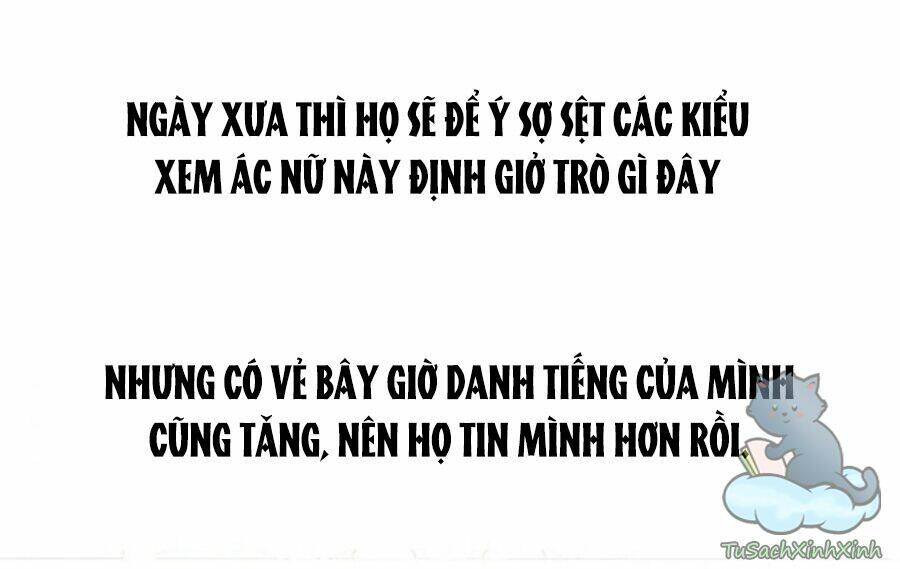 NGÀY XƯA THÌ HỌ SẼ ĐỂ Ý SỢ SỆT CÁC KIỂU
XEM ÁC NỮ NÀY ĐỊNH GIỞ TRÒ GÌ ĐÂY
NHƯNG CÓ VẺ BÂY GIỜ DANH TIẾNG CỦA MÌNH
CŨNG TĂNG, NÊN HỌ TIN MÌNH HƠN RỒI.
TuSachXinhXinh